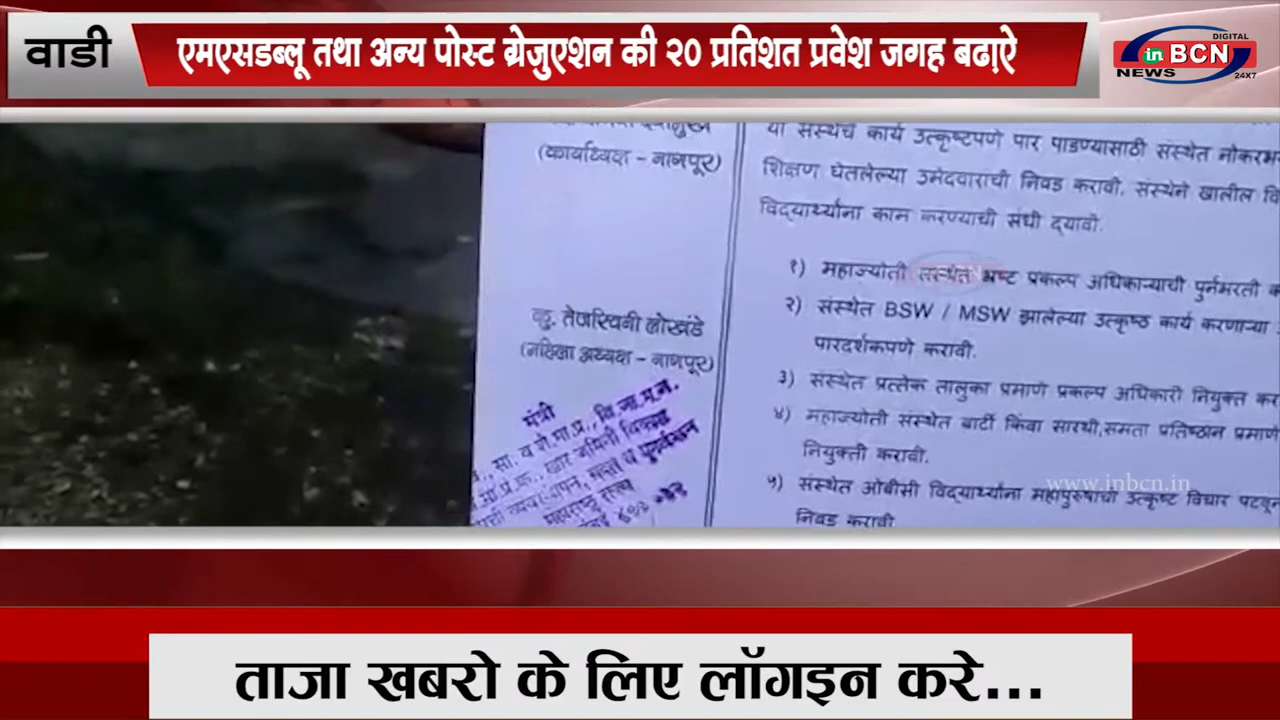 वाडी
एमएसडब्लू तथा अन्य पोस्ट ग्रेजुएशन की २० प्रतिशत प्रवेश जगह बढा़ऐ
DIGITAL
in BCN
NEWS 24X7
(कार्याध्यक्ष - नागपूर)
कु. तेजस्विनी लोखंडे
(महिला अध्यक्ष - नागपूर)
मंत्री
महाराष्ट्र राज्य
या संस्थेचे कार्य उत्कृष्टपणे पार पाडण्यासाठी संस्थेत
शिक्षण घेतलेल्या उमेदवाराची निवड करावी. संस्थेने खालील
विद्यार्थ्यांना काम करण्याची संधी द्यावी.
१) महाज्योती संस्थेत भ्रष्ट प्रकल्प अधिकाऱ्याची पुर्नभरती
२) संस्थेत BSW / MSW झालेल्या उत्कृष्ठ कार्य करणाऱ्या
पारदर्शकपणे करावी.
३) संस्थेत प्रत्तेक तालुका प्रमाणे प्रकल्प अधिकारी नियुक्त
४) महाज्योती संस्थेत बार्टी किंवा सारथी,समता प्रतिष्ठान प्रमाणे
नियुक्ती करावी.
www.inbcn.in
५) संस्थेत ओबीसी विद्यार्थ्यांना महापुरुषांची उत्कृष्ट विचार
निवड करावी
ताजा खबरो के लिए लॉगइन करे...